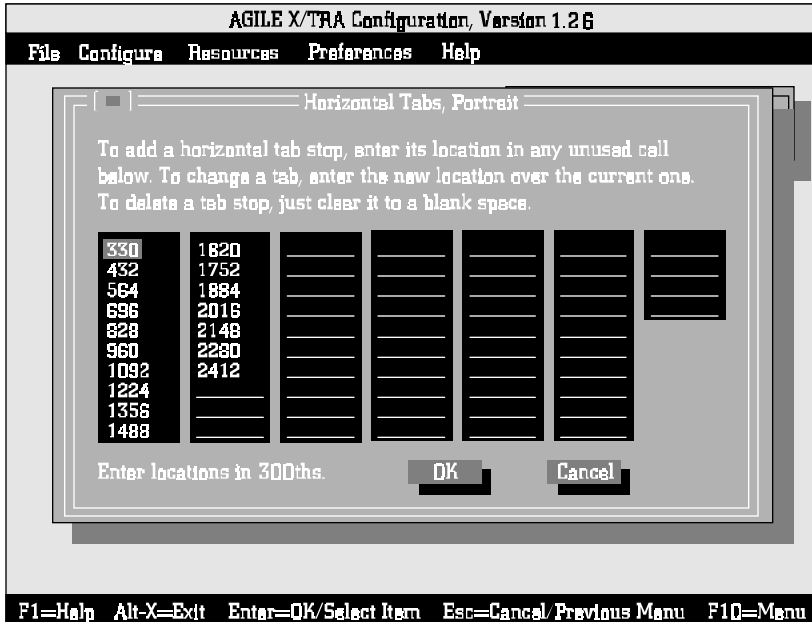 AGILE X/TRA Configuration, Version 1.26
File Configure Resources Preferences Help
Horizontal Tabs, Portrait
To add a horizontal tab stop, enter its location in any unused cell
below. To change a tab, enter the new location over the current one.
To delete a tab stop, just clear it to a blank space.
330
432
564
696
828
960
1092
1224
1356
1488
1620
1752
1884
2016
2148
2280
2412
Enter locations in 300ths.
OK
Cancel
F1=Help Alt-X=Exit Enter=OK/Select Item Esc=Cancel/Previous Menu F10=Menu